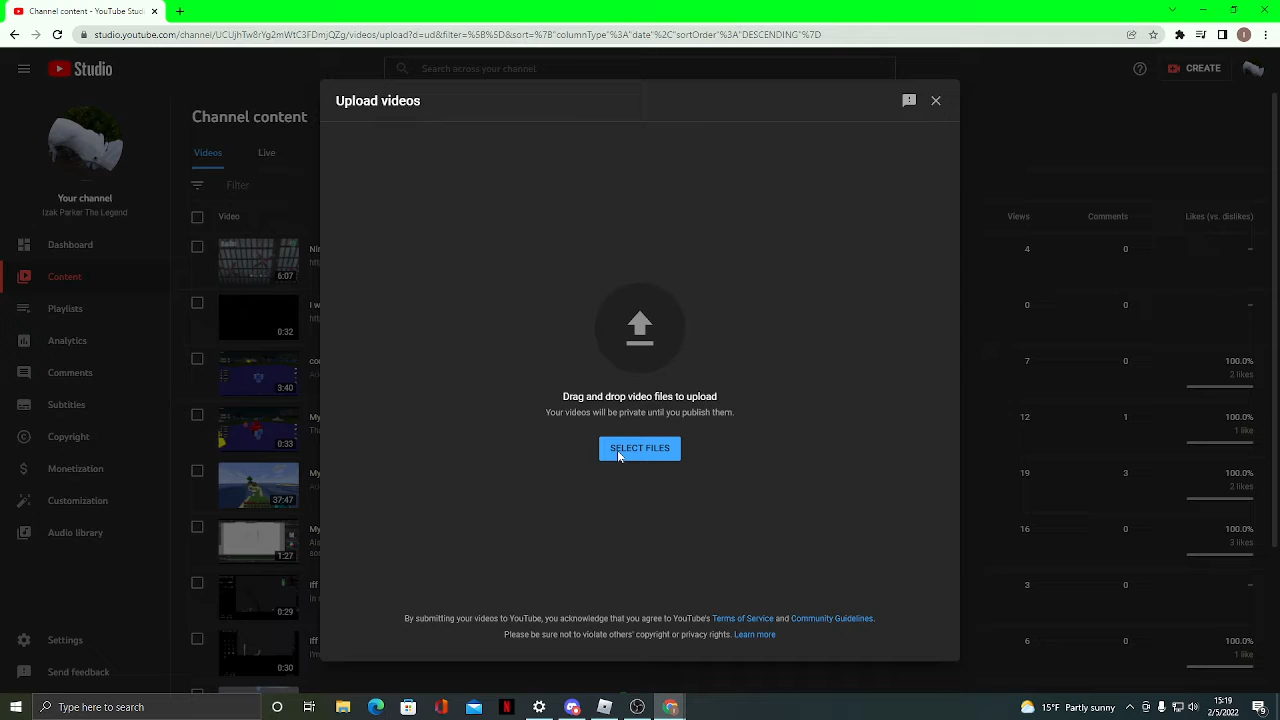 Channel content - YouTube Studio
studio.youtube.com/channel/UCUjhTw8rYg2mWtC3FDmjQZg/videos/upload?d=ud&filter=%5B%5D&sort=%7B"columnType"%3A"date"%2C"sortOrder"%3A"DESCENDING"%7D
Studio
Search across your channel
CREATE
Upload videos
Channel content
Videos
Live
Your channel
Izak Parker The Legend
Filter
Video
Views
Comments
Likes (vs. dislikes)
Dashboard
Content
Playlists
Analytics
Comments
Subtitles
Copyright
Monetization
Customization
Audio library
Settings
Send feedback
6:07
4
0
–
I w
0:32
0
0
–
3:40
7
0
100.0%
2 likes
My
0:33
12
1
100.0%
1 like
My
37:47
19
3
100.0%
2 likes
My
1:27
16
0
100.0%
3 likes
Iff
0:29
3
0
–
Iff
0:30
6
0
100.0%
1 like
Drag and drop video files to upload
Your videos will be private until you publish them.
SELECT FILES
By submitting your videos to YouTube, you acknowledge that you agree to YouTube's Terms of Service and Community Guidelines.
Please be sure not to violate others' copyright or privacy rights. Learn more
Type here to search
15°F Partly sunny
15:19
2/5/2022